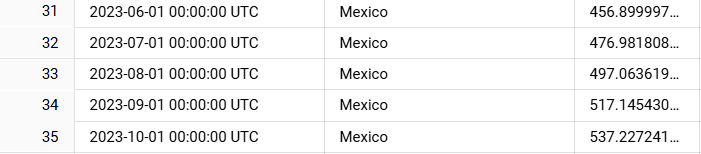 31 2023-06-01 00:00:00 UTC Mexico 456.899997...
32 2023-07-01 00:00:00 UTC Mexico 476.981808...
33 2023-08-01 00:00:00 UTC Mexico 497.063619...
34 2023-09-01 00:00:00 UTC Mexico 517.145430...
35 2023-10-01 00:00:00 UTC Mexico 537.227241...